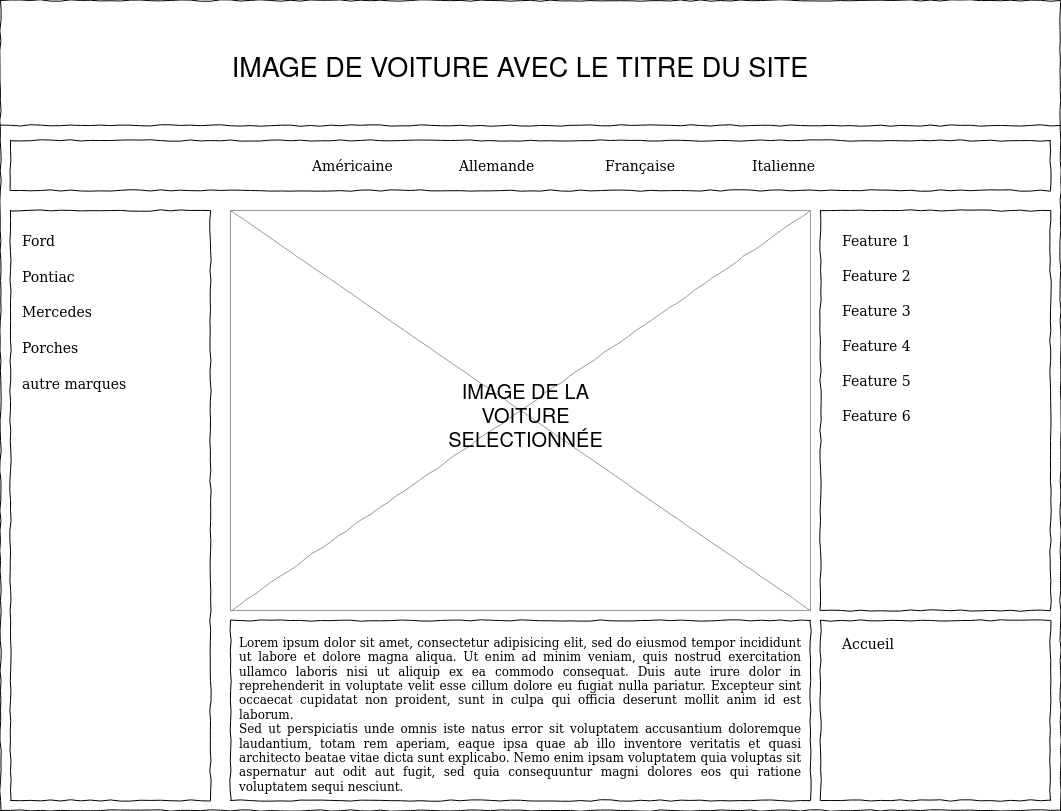 IMAGE DE VOITURE AVEC LE TITRE DU SITE
Américaine Allemande Française Italienne
Ford
Pontiac
Mercedes
Porches
autre marques
IMAGE DE LA
VOITURE
SELECTIONNÉE
Feature 1
Feature 2
Feature 3
Feature 4
Feature 5
Feature 6
Lorem ipsum dolor sit amet, consectetur adipisicing elit, sed do eiusmod tempor incididunt
ut labore et dolore magna aliqua. Ut enim ad minim veniam, quis nostrud exercitation
ullamco laboris nisi ut aliquip ex ea commodo consequat. Duis aute irure dolor in
reprehenderit in voluptate velit esse cillum dolore eu fugiat nulla pariatur. Excepteur sint
occaecat cupidatat non proident, sunt in culpa qui officia deserunt mollit anim id est
laborum.
Sed ut perspiciatis unde omnis iste natus error sit voluptatem accusantium doloremque
laudantium, totam rem aperiam, eaque ipsa quae ab illo inventore veritatis et quasi
architecto beatae vitae dicta sunt explicabo. Nemo enim ipsam voluptatem quia voluptas sit
aspernatur aut odit aut fugit, sed quia consequuntur magni dolores eos qui ratione
voluptatem sequi nesciunt.
Accueil